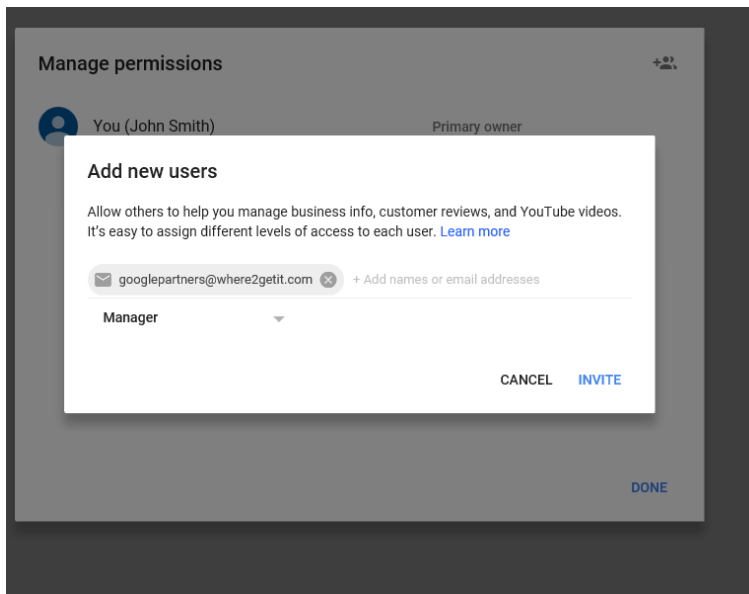 Manage permissions
You (John Smith)
Primary owner
Add new users
Allow others to help you manage business info, customer reviews, and YouTube videos.
It's easy to assign different levels of access to each user. Learn more
googlepartners@where2getit.com
+ Add names or email addresses
Manager
CANCEL
INVITE
DONE